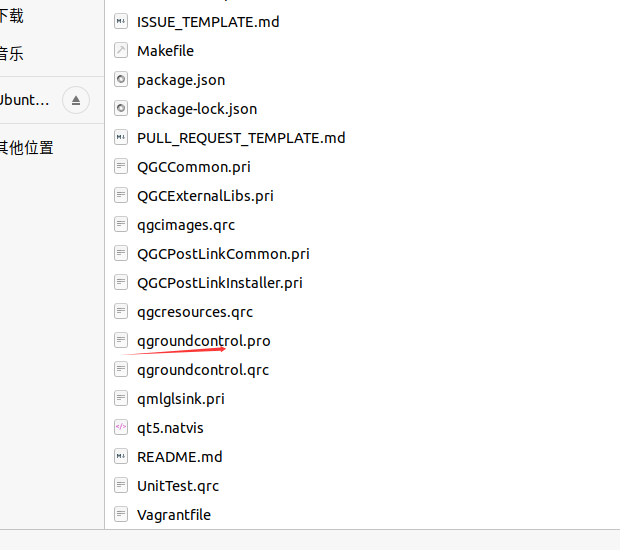 下载
音乐
Ubunt...
其他位置
ISSUE_TEMPLATE.md
Makefile
package.json
package-lock.json
PULL_REQUEST_TEMPLATE.md
QGCCommon.pri
QGCExternalLibs.pri
qgcimages.qrc
QGCPostLinkCommon.pri
QGCPostLinkInstaller.pri
qgcresources.qrc
qgroundcontrol.pro
qgroundcontrol.qrc
qmlglsink.pri
qt5.natvis
README.md
UnitTest.qrc
Vagrantfile